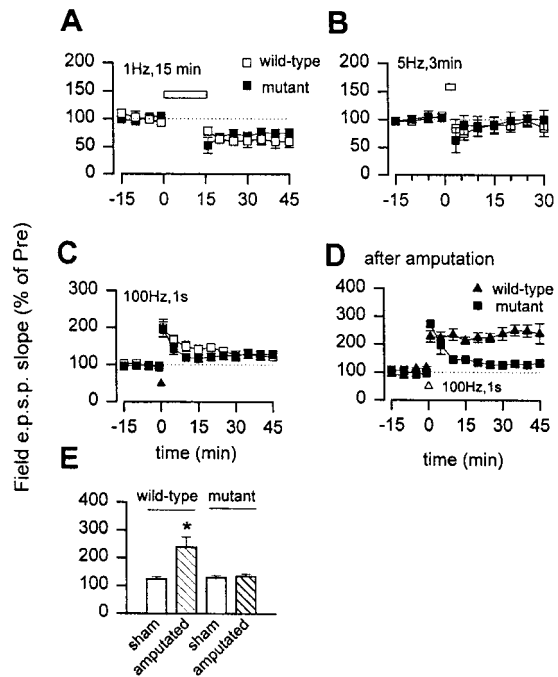 A
1Hz,15 min
wild-type
mutant
200
150
100
50
0
-15 0 15 30 45
B
5Hz,3min
200
150
100
50
0
-15 0 15 30
Field e.p.s.p. slope (% of Pre)
C
100Hz,1s
300
200
100
0
-15 0 15 30 45
time (min)
D after amputation
wild-type
mutant
400
300
200
100
0
100Hz,1s
-15 0 15 30 45
time (min)
E
400
300
200
100
0
wild-type mutant
*
sham
amputated
sham
amputated